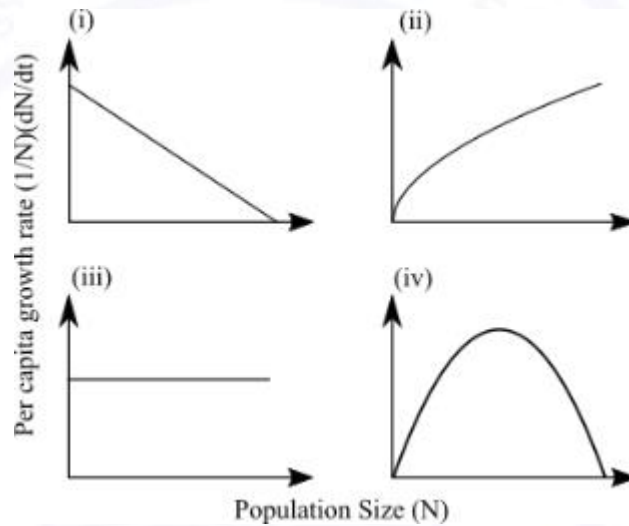 (i)
(ii)
Per capita growth rate (1/N)(dN/dt)
(iii)
(iv)
Population Size (N)